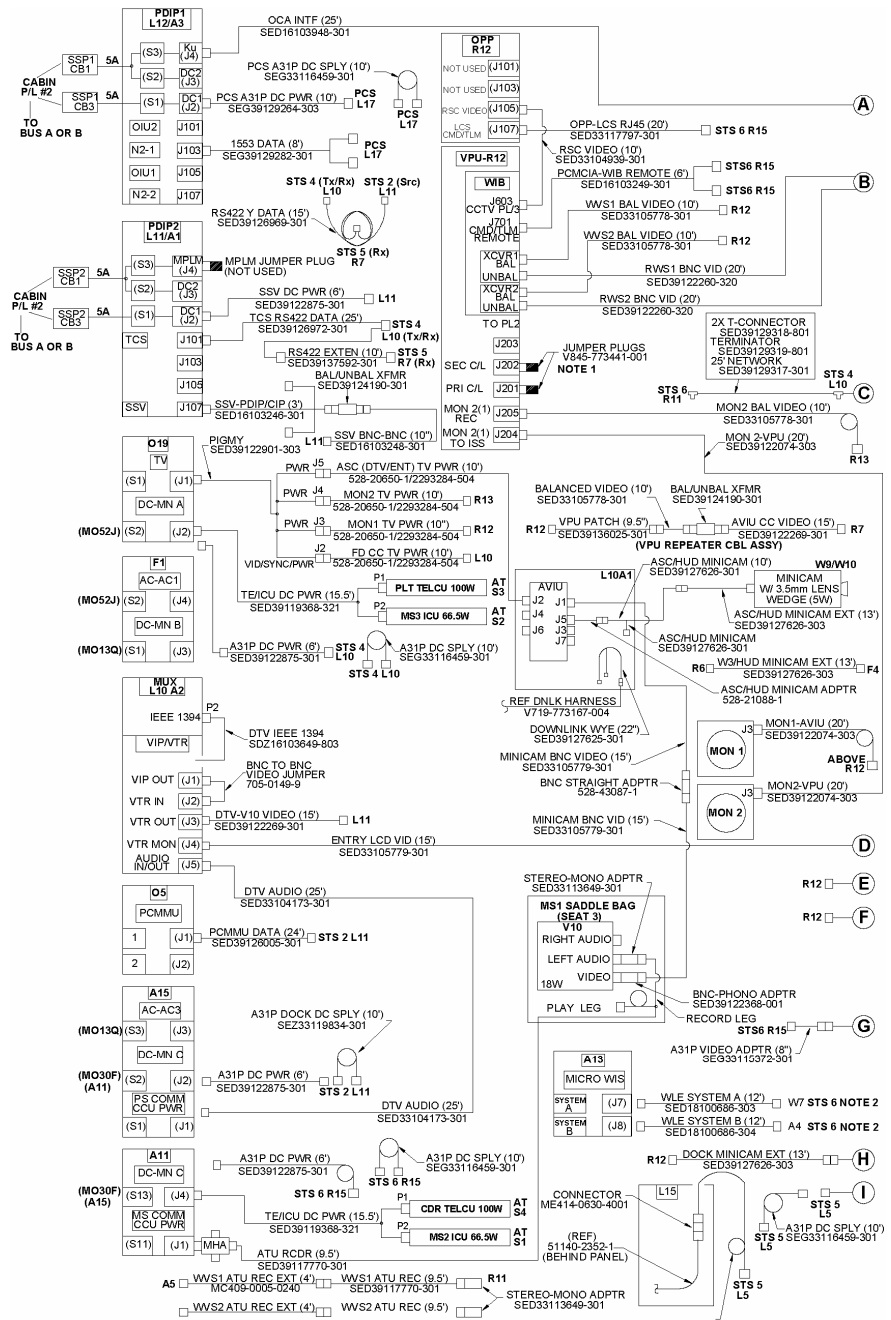 PDIP1
L12/A3
SSP1
CB1
5A
(S3)
Ku
(J4)
(S2)
DC2
(J3)
CABIN
P/L #2
SSP1
CB3
5A
(S1)
DC1
(J2)
TO
BUS A OR B
OIU2
J101
N2-1
J103
OIU1
J105
N2-2
J107
OCA INTF (25')
SED16103948-301
PCS A31P DC SPLY (10')
SEG33116459-301
PCS
L17
PCS
L17
PCS A31P DC PWR (10')
SEG39129264-303
1553 DATA (8')
SEG39129282-301
PCS
L17
STS 4 (Tx/Rx)
L10
STS 2 (Src)
L11
RS422 Y DATA (15')
SED39126969-301
STS 5 (Rx)
R7
OPP
R12
NOT USED
(J101)
NOT USED
(J103)
RSC VIDEO
(J105)
LCS
CMD/TLM
(J107)
OPP-LCS RJ45 (20')
SED33117797-301
STS 6 R15
RSC VIDEO (10')
SED33104939-301
A
VPU-R12
WIB
J603
CCTV PL/3
J701
CMD/TLM
REMOTE
XCVR1
BAL
UNBAL
XCVR2
BAL
UNBAL
TO PL2
J203
SEC C/L
J202
PRI C/L
J201
MON 2(1)
REC
J205
MON 2(1)
TO ISS
J204
PCMCIA-WIB REMOTE (6')
SED16103249-301
STS6 R15
STS6 R15
B
WS1 BAL VIDEO (10')
SED33105778-301
R12
WS2 BAL VIDEO (10')
SED33105778-301
R12
RWS1 BNC VID (20')
SED39122260-320
RWS2 BNC VID (20')
SED39122260-320
JUMPER PLUGS
V845-773441-001
NOTE 1
2X T-CONNECTOR
SED39129318-801
TERMINATOR
SED39129319-801
25' NETWORK
SED39129317-301
STS 6
R11
STS 4
L10
C
MON2 BAL VIDEO (10')
SED33105778-301
R13
MON 2-VPU (20')
SED39122074-303
PDIP2
L11/A1
SSP2
CB1
5A
(S3)
MPLM
(J4)
(S2)
DC2
(J3)
CABIN
P/L #2
SSP2
CB3
5A
(S1)
DC1
(J2)
TO
BUS A OR B
TCS
J101
J103
J105
SSV
J107
MPLM JUMPER PLUG
(NOT USED)
SSV DC PWR (6')
SED39122875-301
L11
TCS RS422 DATA (25')
SED39126972-301
STS 4
L10 (Tx/Rx)
RS422 EXTEN (10')
SED39137592-301
STS 5
R7 (Rx)
BAL/UNBAL XFMR
SED39124190-301
SSV-PDIP/CIP (3')
SED16103246-301
L11
SSV BNC-BNC (10")
SED16103248-301
O19
TV
(S1)
(J1)
DC-MN A
(MO52J)
(S2)
(J2)
PIGMY
SED39122901-303
PWR
J5
ASC (DTV/ENT) TV PWR (10')
528-20650-1/2293284-504
PWR
J4
MON2 TV PWR (10')
528-20650-1/2293284-504
R13
PWR
J3
MON1 TV PWR (10")
528-20650-1/2293284-504
R12
VID/SYNC/PWR
J2
FD CC TV PWR (10')
528-20650-1/2293284-504
L10
BALANCED VIDEO (10')
SED33105778-301
BAL/UNBAL XFMR
SED39124190-301
R12
VPU PATCH (9.5")
SED39136025-301
AVIU CC VIDEO (15')
SED39122269-301
R7
(VPU REPEATER CBL ASSY)
F1
AC-AC1
(MO52J)
(S2)
(J4)
DC-MN B
(MO13Q)
(S1)
(J3)
TE/ICU DC PWR (15.5')
SED39119368-321
P1
PLT TELCU 100W
AT
S3
P2
MS3 ICU 66.5W
AT
S2
A31P DC PWR (6')
SED39122875-301
STS 4
L10
A31P DC SPLY (10')
SEG33116459-301
STS 4 L10
L10A1
AVIU
J2
J1
J4
J5
J6
J3
J7
ASC/HUD MINICAM (10')
SED39127626-301
W9/W10
MINICAM
W/ 3.5mm LENS
WEDGE (5W)
ASC/HUD MINICAM EXT (13')
SED39127626-303
ASC/HUD MINICAM
SED39127626-301
R6
W3/HUD MINICAM EXT (13')
SED39127626-303
F4
ASC/HUD MINICAM ADPTR
528-21088-1
REF DNLK HARNESS
V719-773167-004
DOWNLINK WYE (22")
SED39127625-301
MUX
L10 A2
IEEE 1394
P2
VIP/VTR
DTV IEEE 1394
SDZ16103649-803
VIP OUT
(J1)
VTR IN
(J2)
VTR OUT
(J3)
VTR MON
(J4)
AUDIO
IN/OUT
(J5)
BNC TO BNC
VIDEO JUMPER
705-0149-9
DTV-V10 VIDEO (15')
SED39122269-301
L11
ENTRY LCD VID (15')
SED33105779-301
D
MINICAM BNC VIDEO (15')
SED33105779-301
BNC STRAIGHT ADPTR
528-43087-1
MINICAM BNC VID (15')
SED33105779-301
MON 1
J3
MON1-AVIU (20')
SED39122074-303
ABOVE
R12
MON 2
J3
MON2-VPU (20')
SED39122074-303
DTV AUDIO (25')
SED33104173-301
R12
E
R12
F
O5
PCMMU
1
(J1)
2
(J2)
PCMMU DATA (24')
SED39126005-301
STS 2 L11
STEREO-MONO ADPTR
SED33113649-301
MS1 SADDLE BAG
(SEAT 3)
V10
RIGHT AUDIO
LEFT AUDIO
VIDEO
18W
PLAY LEG
BNC-PHONO ADPTR
SED39122368-001
RECORD LEG
STS6 R15
G
A31P VIDEO ADPTR (8")
SEG33115372-301
A15
AC-AC3
(MO13Q)
(S3)
(J3)
DC-MN C
(MO30F)
(A11)
(S2)
(J2)
PS COMM
CCU PWR
(S1)
(J1)
A31P DOCK DC SPLY (10')
SEZ33119834-301
A31P DC PWR (6')
SED39122875-301
STS 2 L11
DTV AUDIO (25')
SED33104173-301
A13
MICRO WIS
SYSTEM
A
(J7)
SYSTEM
B
(J8)
WLE SYSTEM A (12')
SED18100686-303
W7 STS 6 NOTE 2
WLE SYSTEM B (12')
SED18100686-304
A4 STS 6 NOTE 2
A11
DC-MN C
(MO30F)
(A15)
(S13)
(J4)
MS COMM
CCU PWR
(S11)
(J1)
MHA
A31P DC PWR (6')
SED39122875-301
STS 6 R15
A31P DC SPLY (10')
SEG33116459-301
STS 6 R15
TE/ICU DC PWR (15.5')
SED39119368-321
P1
CDR TELCU 100W
AT
S4
P2
MS2 ICU 66.5W
AT
S1
ATU RCDR (9.5')
SED39117770-301
R12
DOCK MINICAM EXT (13')
SED39127626-303
H
CONNECTOR
ME414-0630-4001
L15
(REF)
51140-2352-1
(BEHIND PANEL)
STS 5
L5
I
STS 5
L5
STS 5
L5
A31P DC SPLY (10')
SEG33116459-301
A5
WS1 ATU REC EXT (4')
MC409-0005-0240
WS1 ATU REC (9.5')
SED39117770-301
R11
STEREO-MONO ADPTR
SED33113649-301
WS2 ATU REC EXT (4')
WS2 ATU REC (9.5')